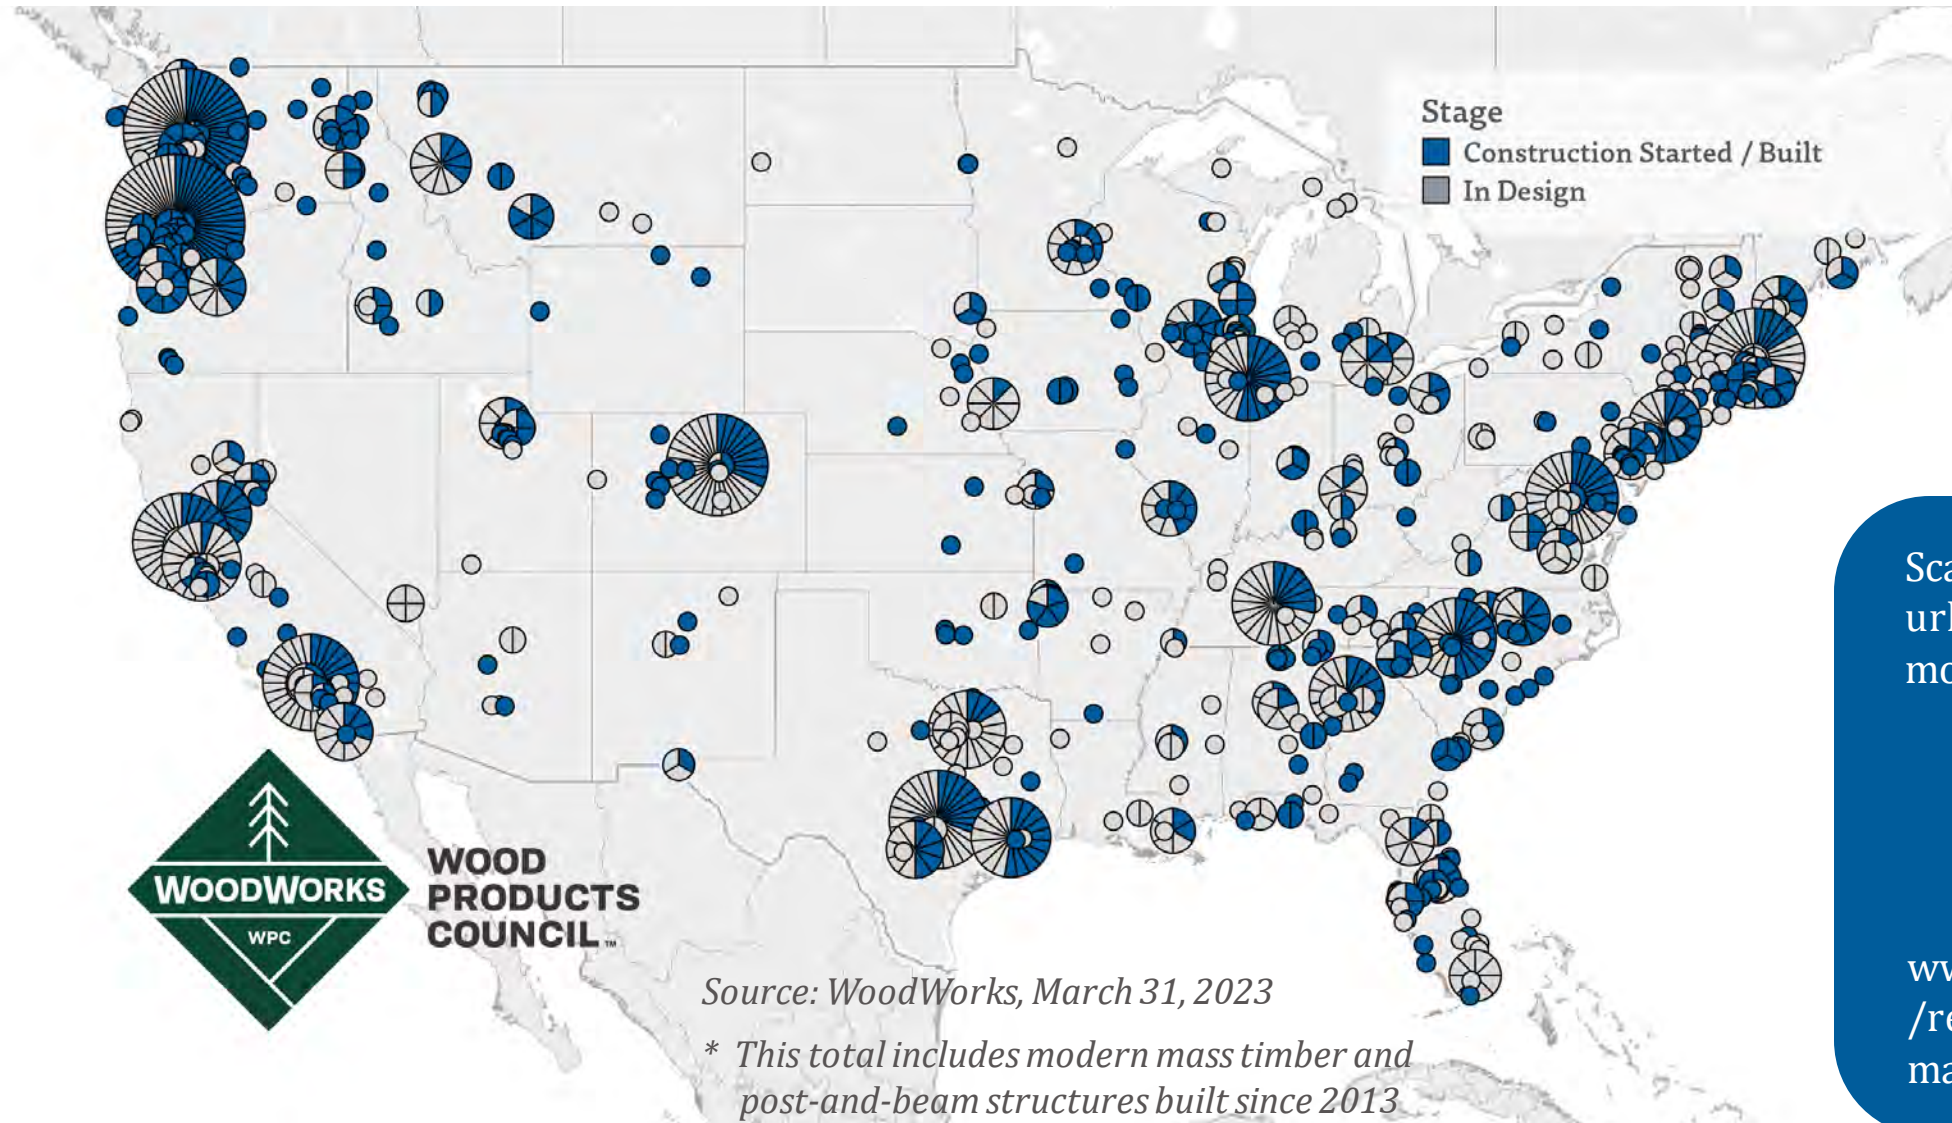 Stage
Construction Started / Built
In Design
WOODWORKS
WPC
WOOD
PRODUCTS
COUNCIL™
Source: WoodWorks, March 31, 2023
* This total includes modern mass timber and
post-and-beam structures built since 2013